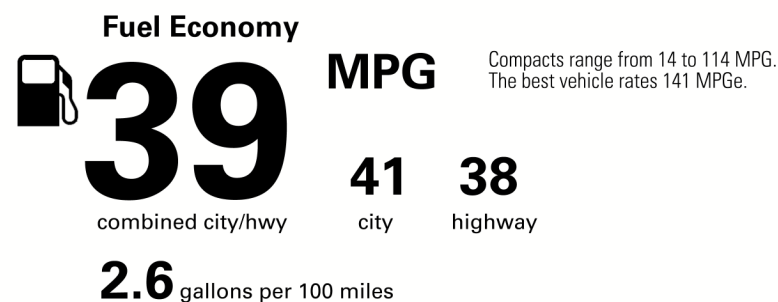 Fuel Economy
39 MPG
Compacts range from 14 to 114 MPG.
The best vehicle rates 141 MPGe.
41 38
combined city/hwy city highway
2.6 gallons per 100 miles